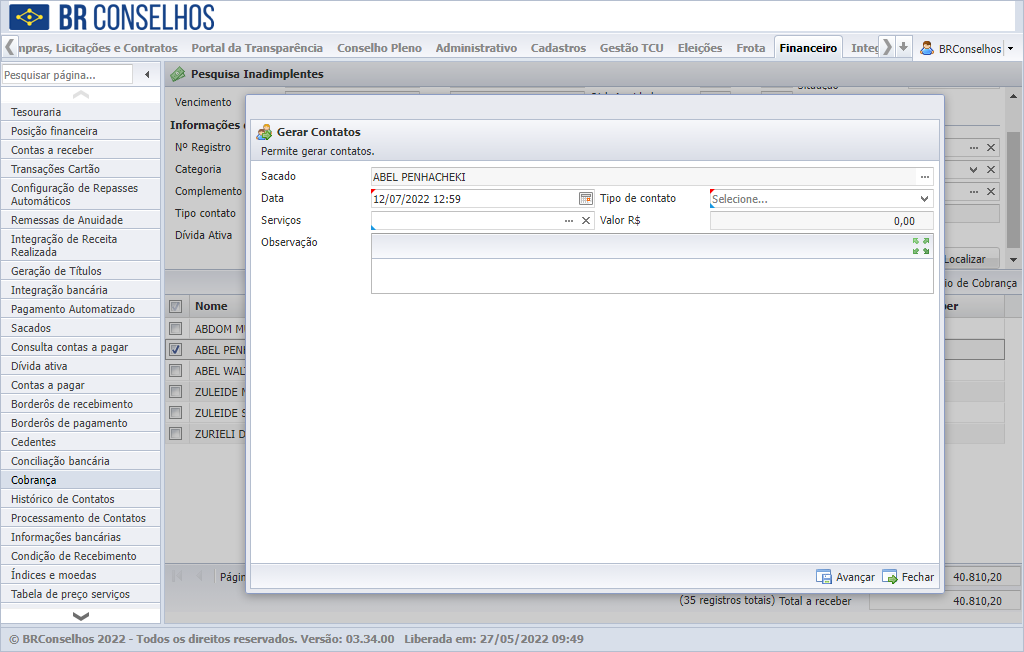 BR CONSELHOS
mpras, Licitações e Contratos Portal da Transparência Conselho Pleno Administrativo Cadastros Gestão TCU Eleições Frota Financeiro Integ BRConselhos
Pesquisar página...
Pesquisa Inadimplentes
Tesouraria
Posição financeira
Contas a receber
Transações Cartão
Configuração de Repasses
Automáticos
Remessas de Anuidade
Integração de Receita
Realizada
Geração de Títulos
Integração bancária
Pagamento Automatizado
Sacados
Consulta contas a pagar
Dívida ativa
Contas a pagar
Borderôs de recebimento
Borderôs de pagamento
Cedentes
Conciliação bancária
Cobrança
Histórico de Contatos
Processamento de Contatos
Informações bancárias
Condição de Recebimento
Índices e moedas
Tabela de preço serviços
Vencimento
Situação
Informações
Nº Registro
Categoria
Complemento
Tipo contato
Dívida Ativa
Localizar
io de Cobrança
Nome
ber
ABDOM M
ABEL PEN
ABEL WAL
ZULEIDE
ZULEIDE S
ZURIELI D
Gerar Contatos
Permite gerar contatos.
Sacado ABEL PENHACHEKI
Data 12/07/2022 12:59 Tipo de contato Selecione...
Serviços Valor R$ 0,00
Observação
Avançar Fechar
Págin
40.810,20
(35 registros totais) Total a receber 40.810,20
© BRConselhos 2022 - Todos os direitos reservados. Versão: 03.34.00 Liberada em: 27/05/2022 09:49